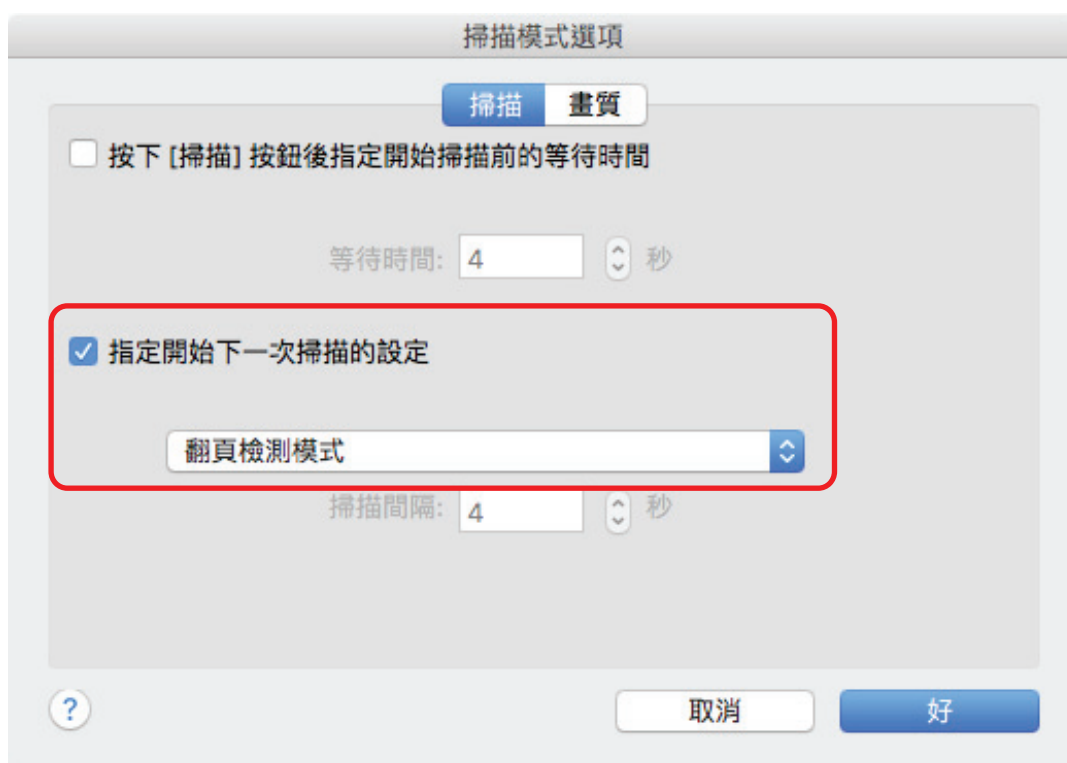 掃描模式選項
掃描 畫質
按下 [掃描] 按鈕後指定開始掃描前的等待時間
等待時間: 4 秒
指定開始下一次掃描的設定
翻頁檢測模式
掃描間隔: 4 秒
? 取消 好